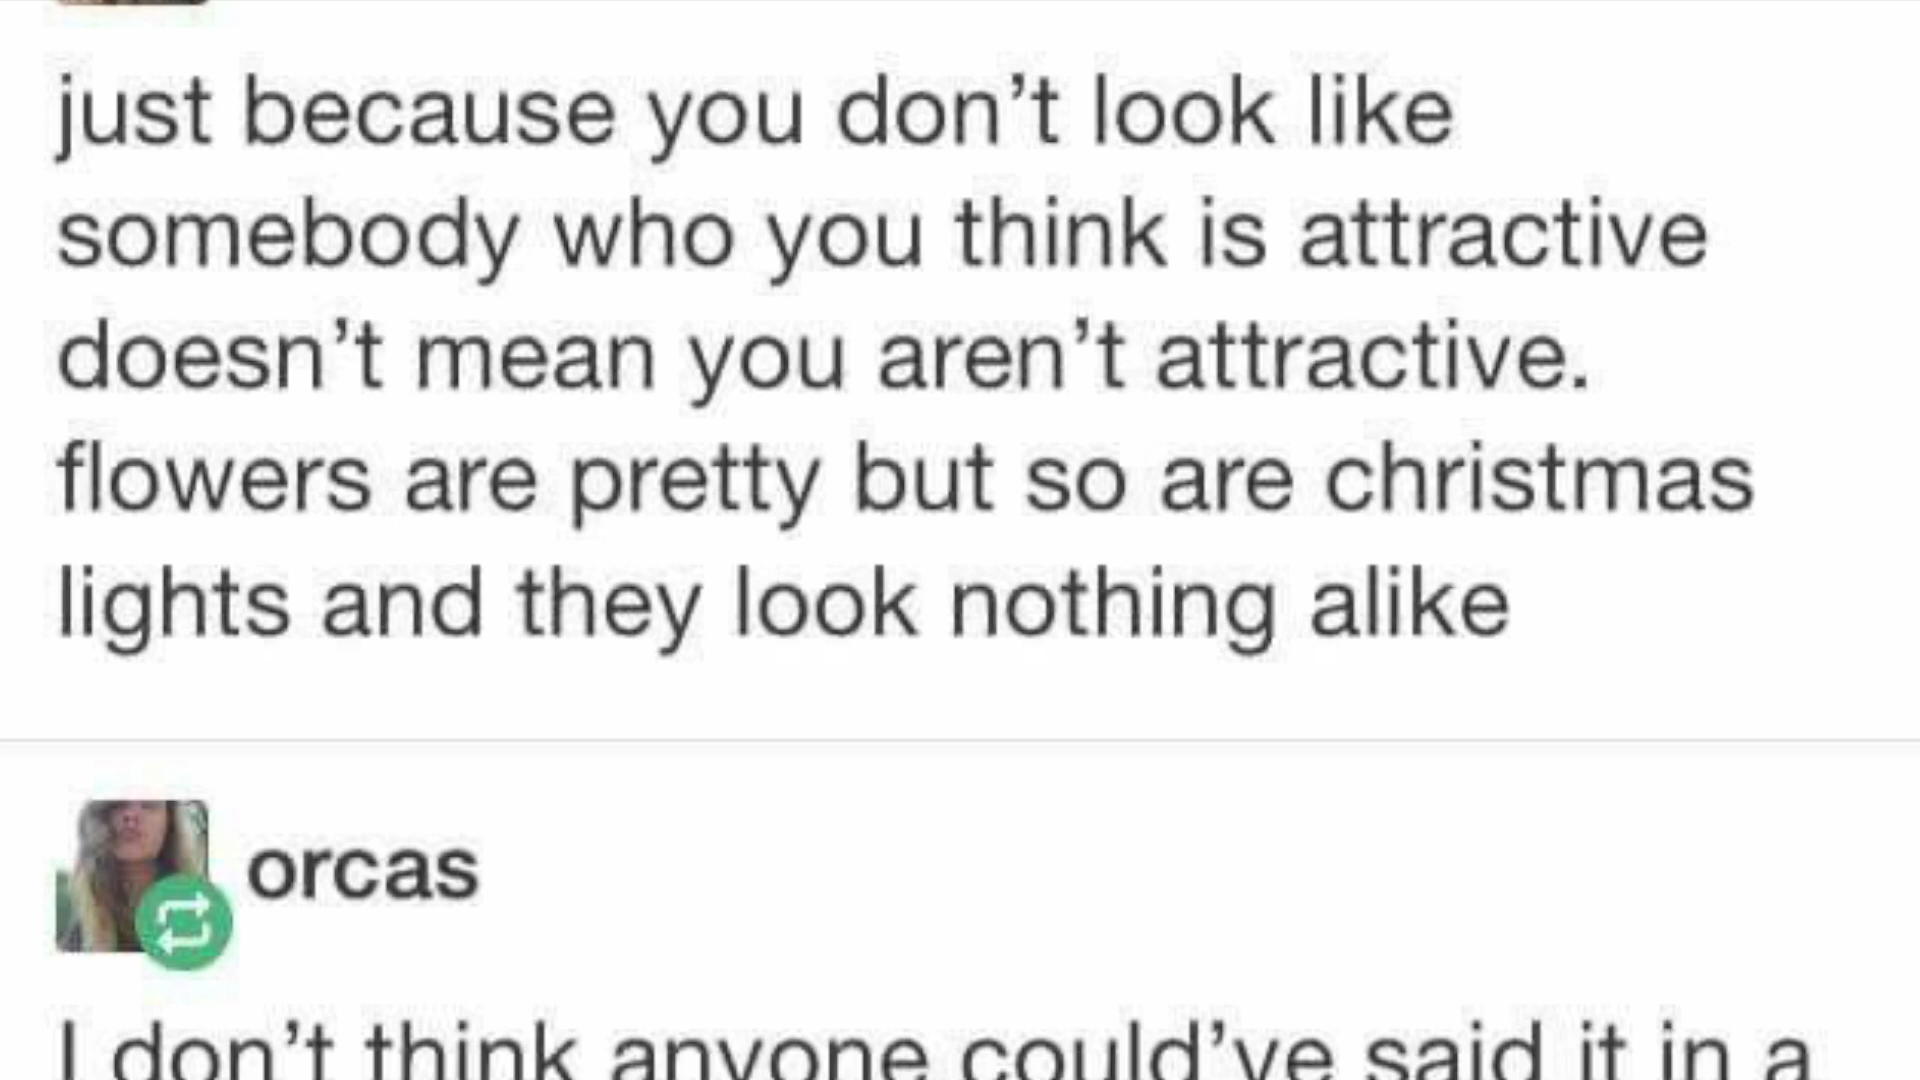 just because you don’t look like
somebody who you think is attractive
doesn’t mean you aren’t attractive.
flowers are pretty but so are christmas
lights and they look nothing alike
orcas
I don’t think anyone could’ve said it in a